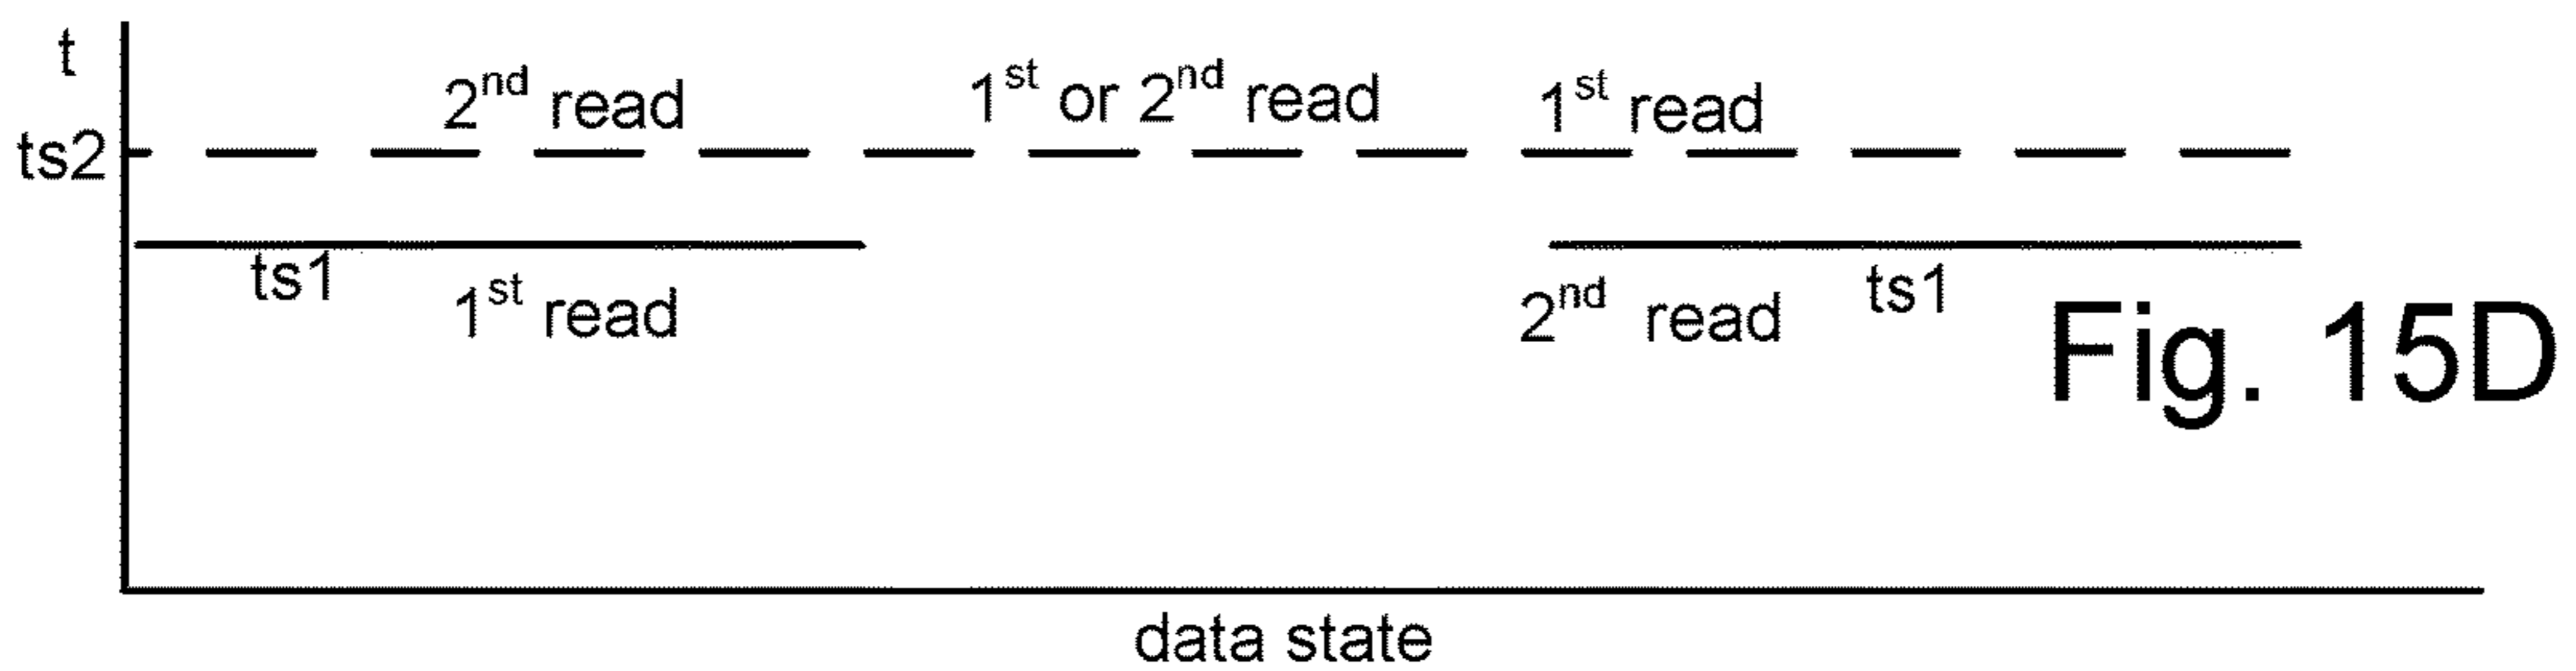 t
2nd read
1st or 2nd read
1st read
ts2
ts1
1st read
2nd read
ts1
Fig. 15D
data state